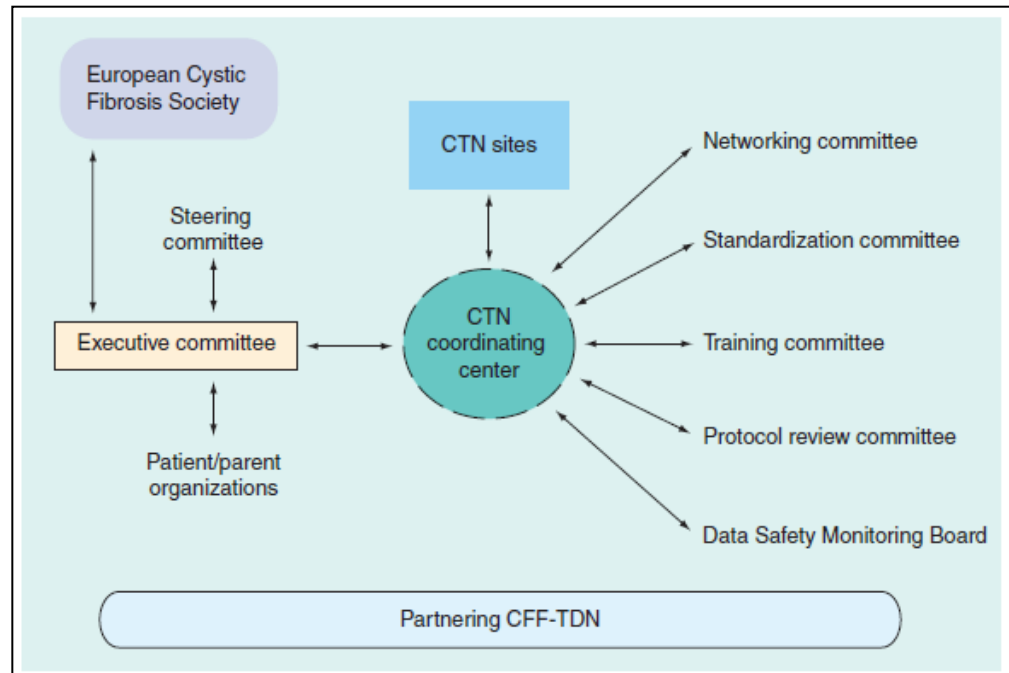 European Cystic
Fibrosis Society
CTN sites
Networking committee
Steering
committee
Standardization committee
Executive committee
CTN
coordinating
center
Training committee
Patient/parent
organizations
Protocol review committee
Data Safety Monitoring Board
Partnering CFF-TDN